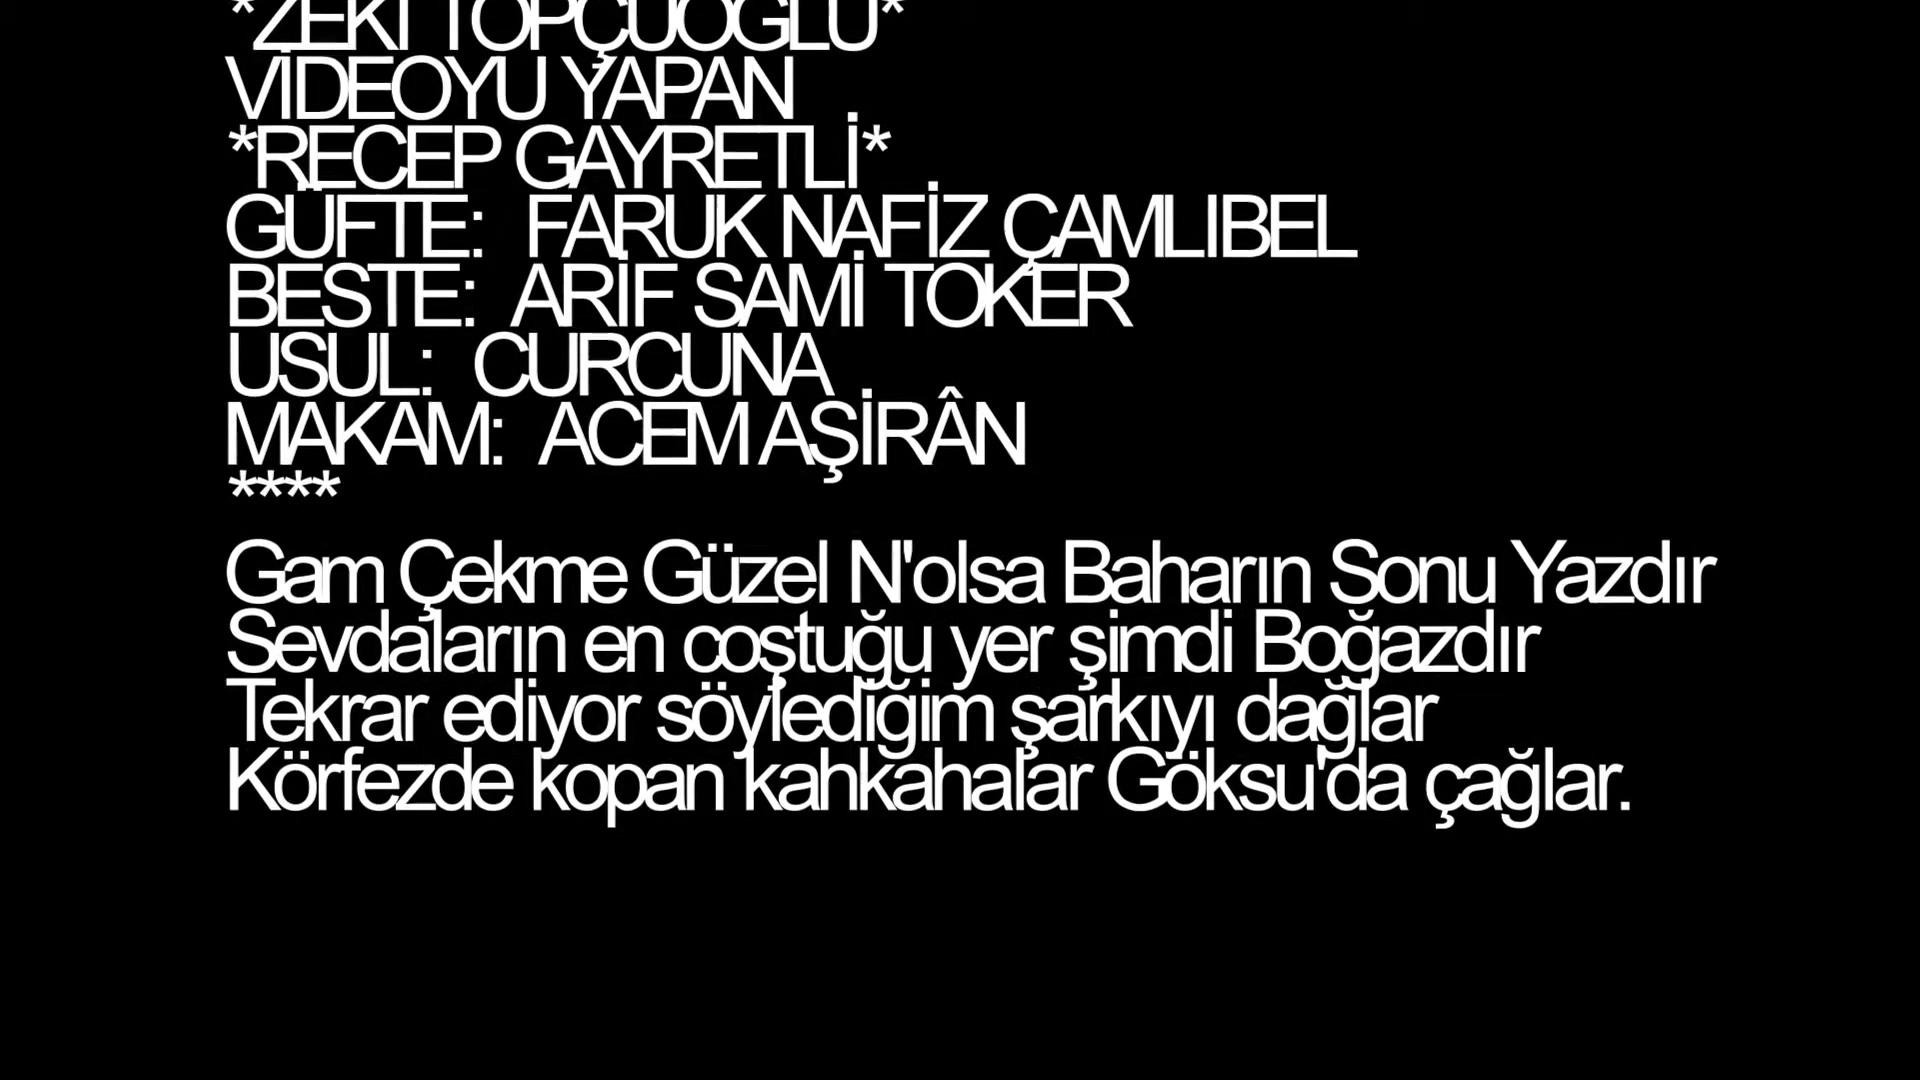 *ZEKİ TOPÇUOĞLU*
VİDEOYU YAPAN
*RECEP GAYRETLİ*
GÜFTE: FARUK NAFİZ ÇAMLIBEL
BESTE: ARİF SAMİ TOKER
USUL: CURCUNA
MAKAM: ACEM AŞİRÂN
****
Gam Çekme Güzel N'olsa Baharın Sonu Yazdır
Sevdaların en coştuğu yer şimdi Boğazdır
Tekrar ediyor söylediğim şarkıyı dağlar
Körfezde kopan kahkahalar Göksu'da çağlar.